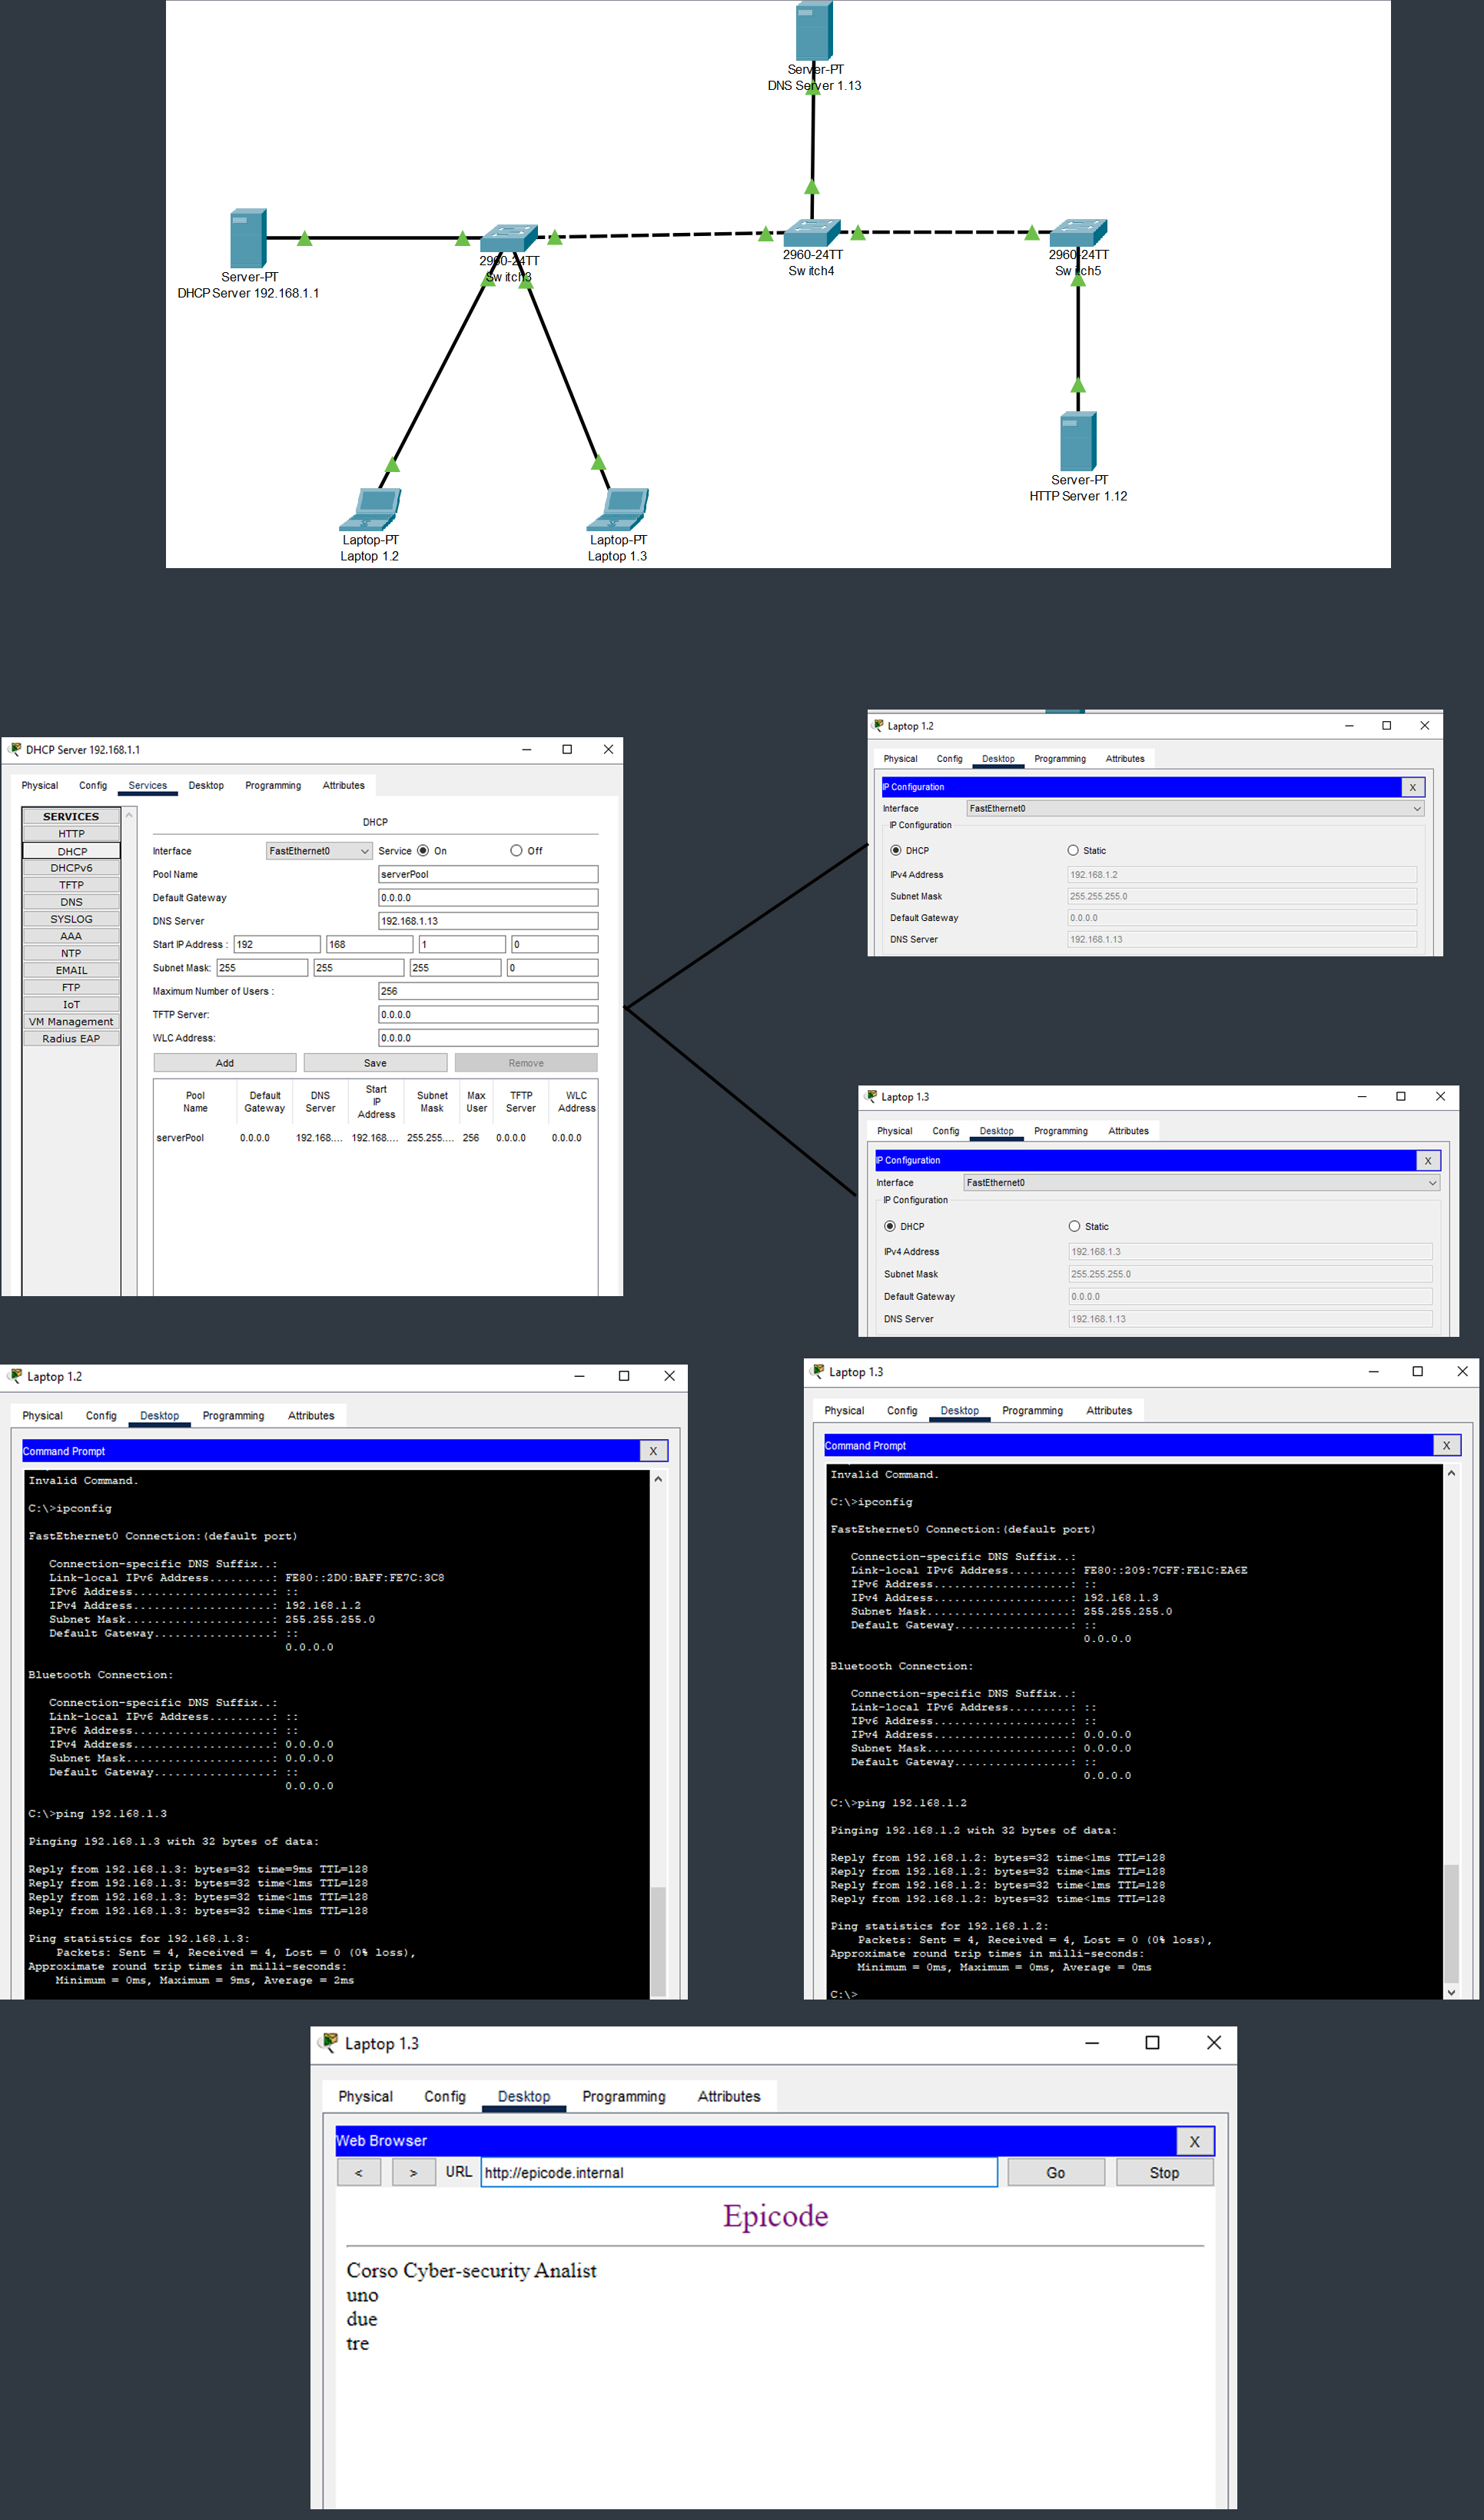 Server-PT
DNS Server 1.13
Server-PT
DHCP Server 192.168.1.1
2960-24TT
Switch3
2960-24TT
Switch4
2960-24TT
Switch5
Server-PT
HTTP Server 1.12
Laptop-PT
Laptop 1.2
Laptop-PT
Laptop 1.3
DHCP Server 192.168.1.1
Physical Config Services Desktop Programming Attributes
SERVICES
HTTP
DHCP
DHCPv6
TFTP
DNS
SYSLOG
AAA
NTP
EMAIL
FTP
IoT
VM Management
Radius EAP
DHCP
Interface FastEthernet0 Service On Off
Pool Name serverPool
Default Gateway 0.0.0.0
DNS Server 192.168.1.13
Start IP Address : 192 168 1 0
Subnet Mask: 255 255 255 0
Maximum Number of Users : 256
TFTP Server: 0.0.0.0
WLC Address: 0.0.0.0
Add Save Remove
Pool Name Default Gateway DNS Server Start IP Address Subnet Mask Max User TFTP Server WLC Address
serverPool 0.0.0.0 192.168.... 192.168.... 255.255.... 256 0.0.0.0 0.0.0.0
Laptop 1.2
Physical Config Desktop Programming Attributes
IP Configuration X
Interface FastEthernet0
IP Configuration
DHCP Static
IPv4 Address 192.168.1.2
Subnet Mask 255.255.255.0
Default Gateway 0.0.0.0
DNS Server 192.168.1.13
Laptop 1.3
Physical Config Desktop Programming Attributes
IP Configuration X
Interface FastEthernet0
IP Configuration
DHCP Static
IPv4 Address 192.168.1.3
Subnet Mask 255.255.255.0
Default Gateway 0.0.0.0
DNS Server 192.168.1.13
Laptop 1.2
Physical Config Desktop Programming Attributes
Command Prompt X
Invalid Command.
C:\>ipconfig
FastEthernet0 Connection:(default port)
Connection-specific DNS Suffix..:
Link-local IPv6 Address.........: FE80::2D0:BAFF:FE7C:3C8
IPv6 Address....................: ::
IPv4 Address....................: 192.168.1.2
Subnet Mask.....................: 255.255.255.0
Default Gateway.................: ::
0.0.0.0
Bluetooth Connection:
Connection-specific DNS Suffix..:
Link-local IPv6 Address.........: ::
IPv6 Address....................: ::
IPv4 Address....................: 0.0.0.0
Subnet Mask.....................: 0.0.0.0
Default Gateway.................: ::
0.0.0.0
C:\>ping 192.168.1.3
Pinging 192.168.1.3 with 32 bytes of data:
Reply from 192.168.1.3: bytes=32 time=9ms TTL=128
Reply from 192.168.1.3: bytes=32 time<1ms TTL=128
Reply from 192.168.1.3: bytes=32 time<1ms TTL=128
Reply from 192.168.1.3: bytes=32 time<1ms TTL=128
Ping statistics for 192.168.1.3:
Packets: Sent = 4, Received = 4, Lost = 0 (0% loss),
Approximate round trip times in milli-seconds:
Minimum = 0ms, Maximum = 9ms, Average = 2ms
Laptop 1.3
Physical Config Desktop Programming Attributes
Command Prompt X
Invalid Command.
C:\>ipconfig
FastEthernet0 Connection:(default port)
Connection-specific DNS Suffix..:
Link-local IPv6 Address.........: FE80::209:7CFF:FE1C:EA6E
IPv6 Address....................: ::
IPv4 Address....................: 192.168.1.3
Subnet Mask.....................: 255.255.255.0
Default Gateway.................: ::
0.0.0.0
Bluetooth Connection:
Connection-specific DNS Suffix..:
Link-local IPv6 Address.........: ::
IPv6 Address....................: ::
IPv4 Address....................: 0.0.0.0
Subnet Mask.....................: 0.0.0.0
Default Gateway.................: ::
0.0.0.0
C:\>ping 192.168.1.2
Pinging 192.168.1.2 with 32 bytes of data:
Reply from 192.168.1.2: bytes=32 time<1ms TTL=128
Reply from 192.168.1.2: bytes=32 time<1ms TTL=128
Reply from 192.168.1.2: bytes=32 time<1ms TTL=128
Reply from 192.168.1.2: bytes=32 time<1ms TTL=128
Ping statistics for 192.168.1.2:
Packets: Sent = 4, Received = 4, Lost = 0 (0% loss),
Approximate round trip times in milli-seconds:
Minimum = 0ms, Maximum = 0ms, Average = 0ms
C:\>
Laptop 1.3
Physical Config Desktop Programming Attributes
Web Browser X
< > URL http://epicode.internal Go Stop
Epicode
Corso Cyber-security Analist
uno
due
tre